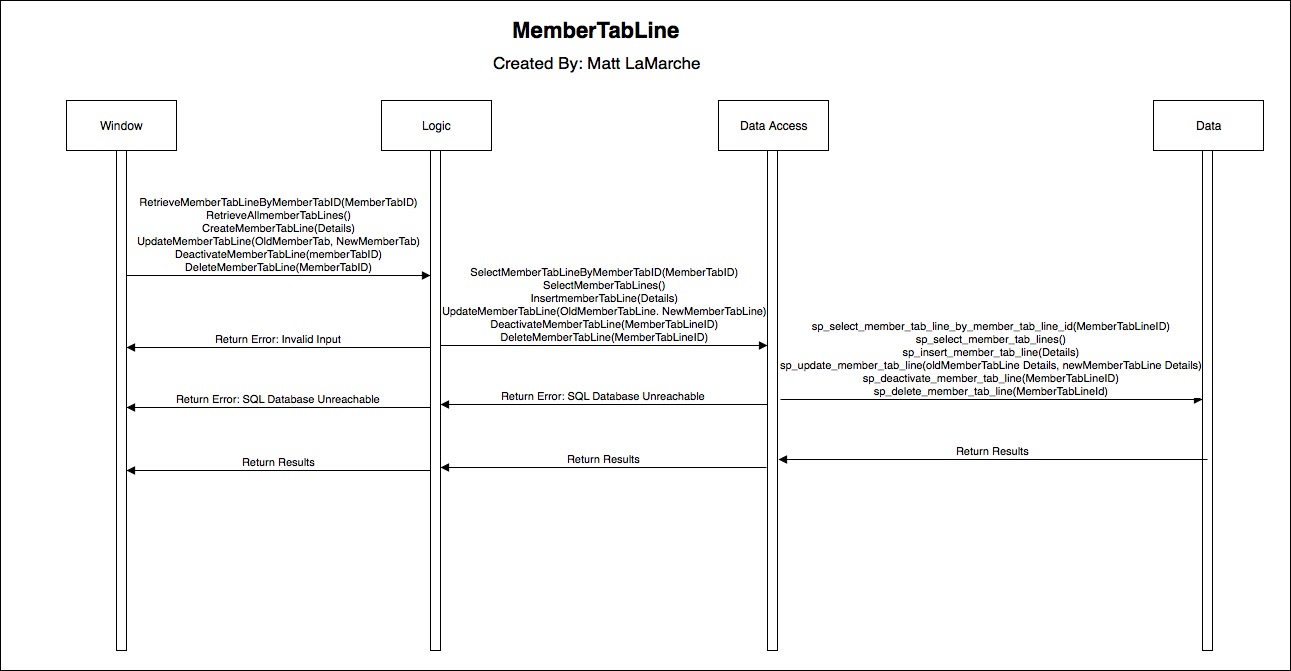 MemberTabLine
Created By: Matt LaMarche
Window
Logic
Data Access
Data
RetrieveMemberTabLineByMemberTabID(MemberTabID)
RetrieveAllmemberTabLines()
CreateMemberTabLine(Details)
UpdateMemberTabLine(OldMemberTab, NewMemberTab)
DeactivateMemberTabLine(memberTabID)
DeleteMemberTabLine(MemberTabID)
SelectMemberTabLineByMemberTabID(MemberTabID)
SelectMemberTabLines()
InsertmemberTabLine(Details)
UpdateMemberTabLine(OldMemberTabLine. NewMemberTabLine)
DeactivateMemberTabLine(MemberTabLineID)
DeleteMemberTabLine(MemberTabLineID)
sp_select_member_tab_line_by_member_tab_line_id(MemberTabLineID)
sp_select_member_tab_lines()
sp_insert_member_tab_line(Details)
sp_update_member_tab_line(oldMemberTabLine Details, newMemberTabLine Details)
sp_deactivate_member_tab_line(MemberTabLineID)
sp_delete_member_tab_line(MemberTabLineId)
Return Error: Invalid Input
Return Error: SQL Database Unreachable
Return Error: SQL Database Unreachable
Return Results
Return Results
Return Results